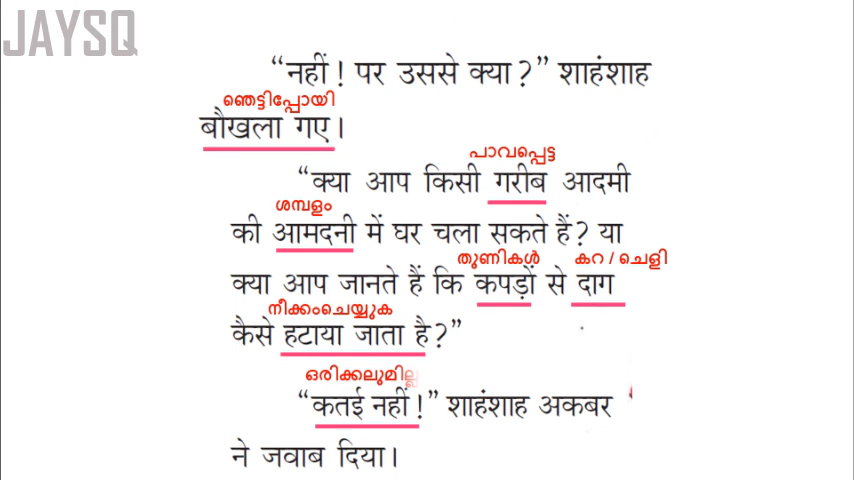 JAYSQ
“नहीं! पर उससे क्या?” शाहंशाह
ഞെട്ടിപ്പോയി
बौखला गए।
പാവപ്പെട്ട
“क्या आप किसी गरीब आदमी
ശമ്പളം
की आमदनी में घर चला सकते हैं? या
തുണികൾ കറ / ചെളി
क्या आप जानते हैं कि कपड़ों से दाग
നീക്കംചെയ്യുക
कैसे हटाया जाता है?”
ഒരിക്കലുമില്ല
“कतई नहीं!” शाहंशाह अकबर
ने जवाब दिया।